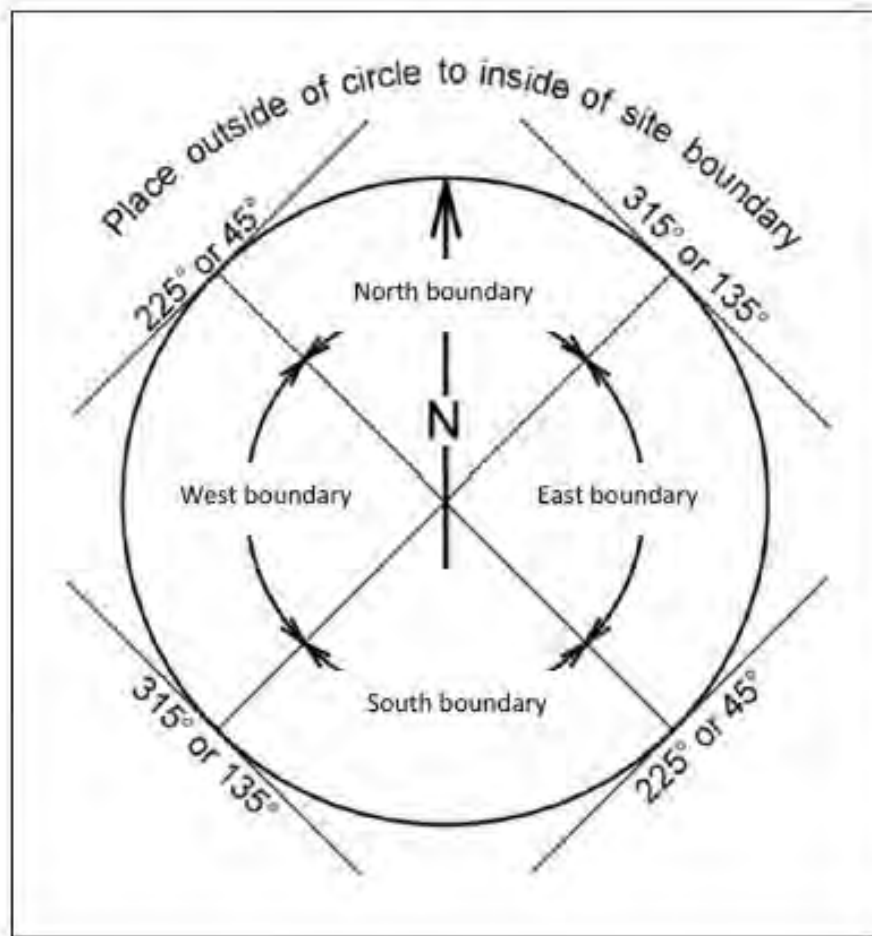 Place outside of circle to inside of site boundary
225° or 45°
315° or 135°
North boundary
N
West boundary
East boundary
South boundary
315° or 135°
225° or 45°